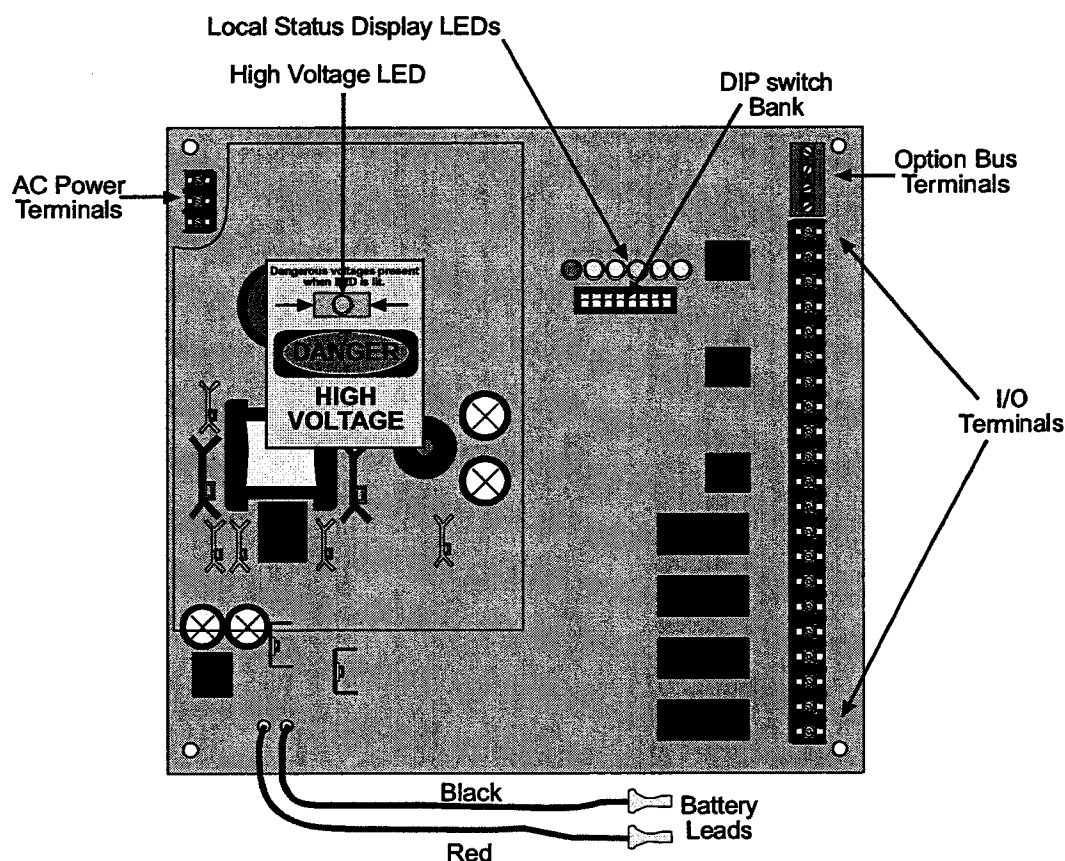 Local Status Display LEDs
High Voltage LED
DIP switch
Bank
AC Power
Terminals
Option Bus
Terminals
Dangerous voltages present
when LED is lit.
DANGER
HIGH
VOLTAGE
I/O
Terminals
Black
Battery
Leads
Red